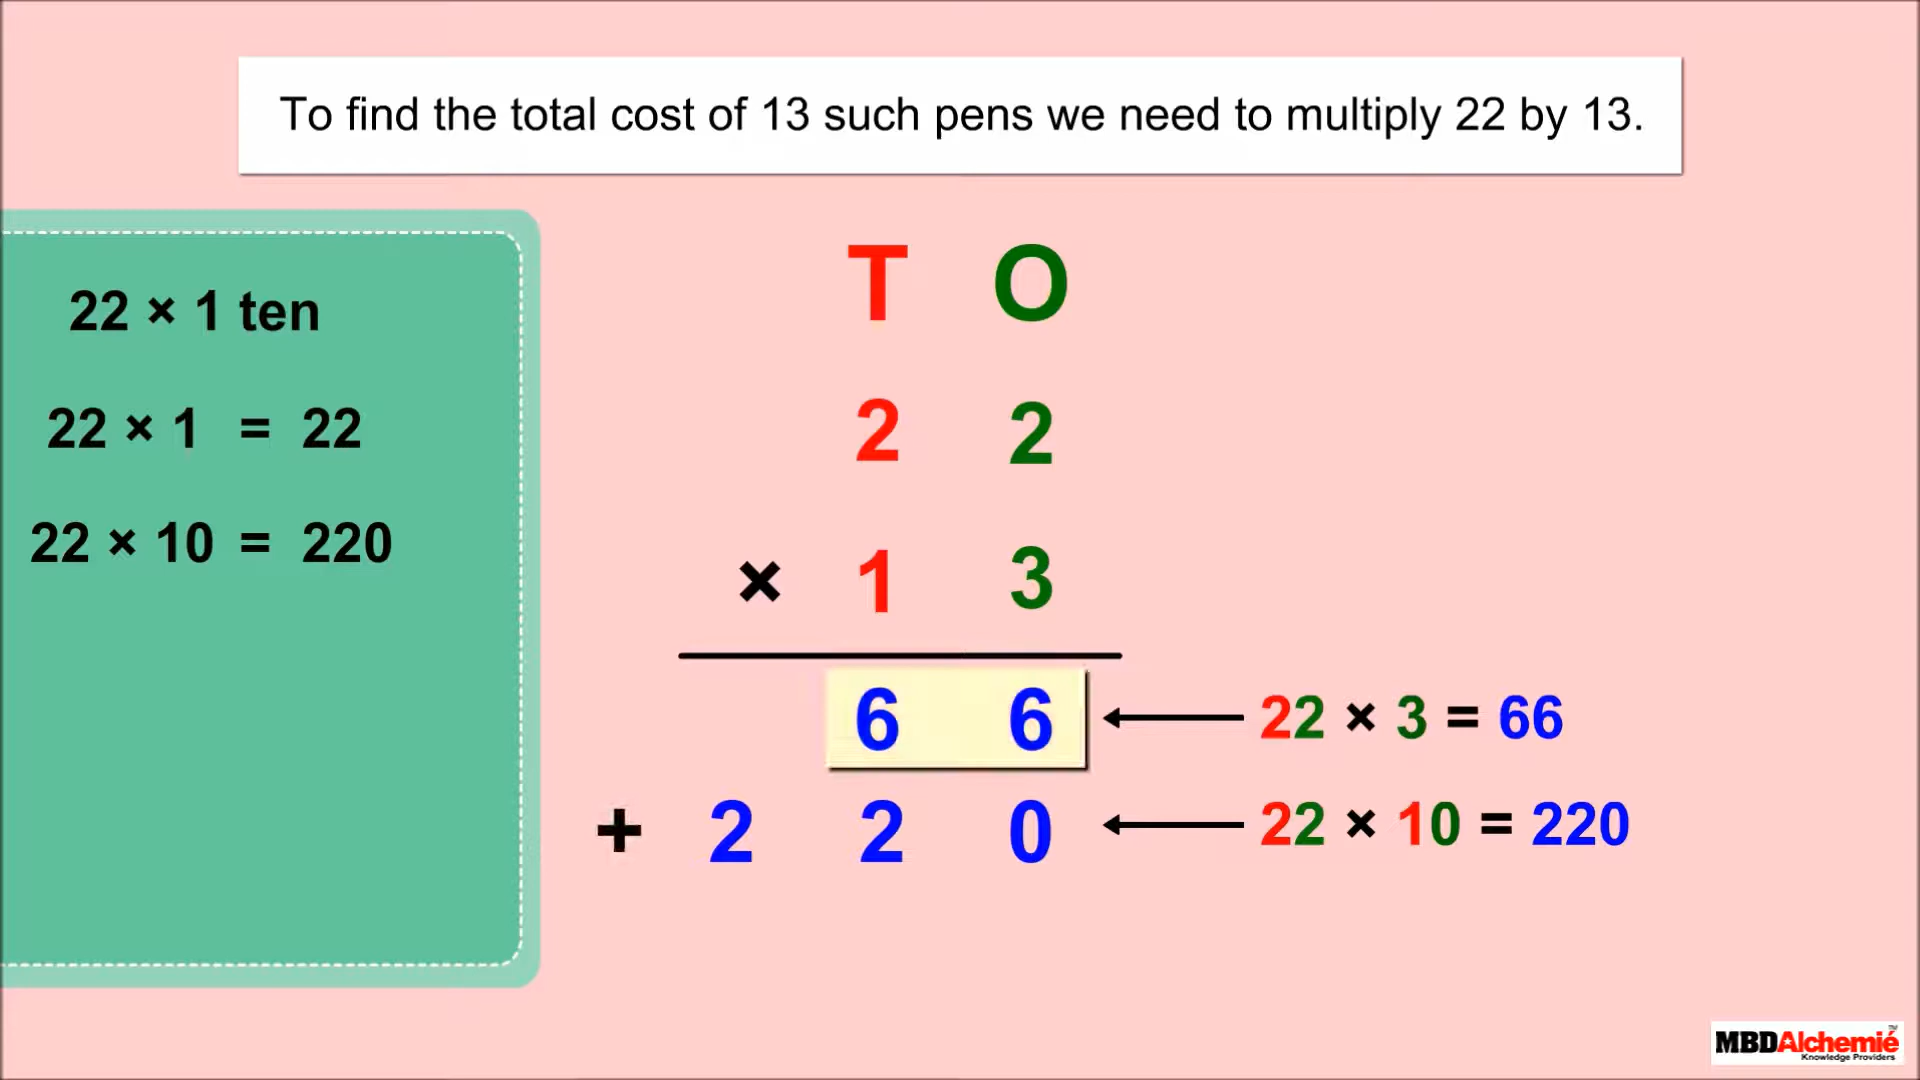 To find the total cost of 13 such pens we need to multiply 22 by 13.
22 × 1 ten
22 × 1 = 22
22 × 10 = 220
T O
2 2
× 1 3
6 6 22 × 3 = 66
+ 2 2 0 22 × 10 = 220
MBDAlchemié™
Knowledge Providers